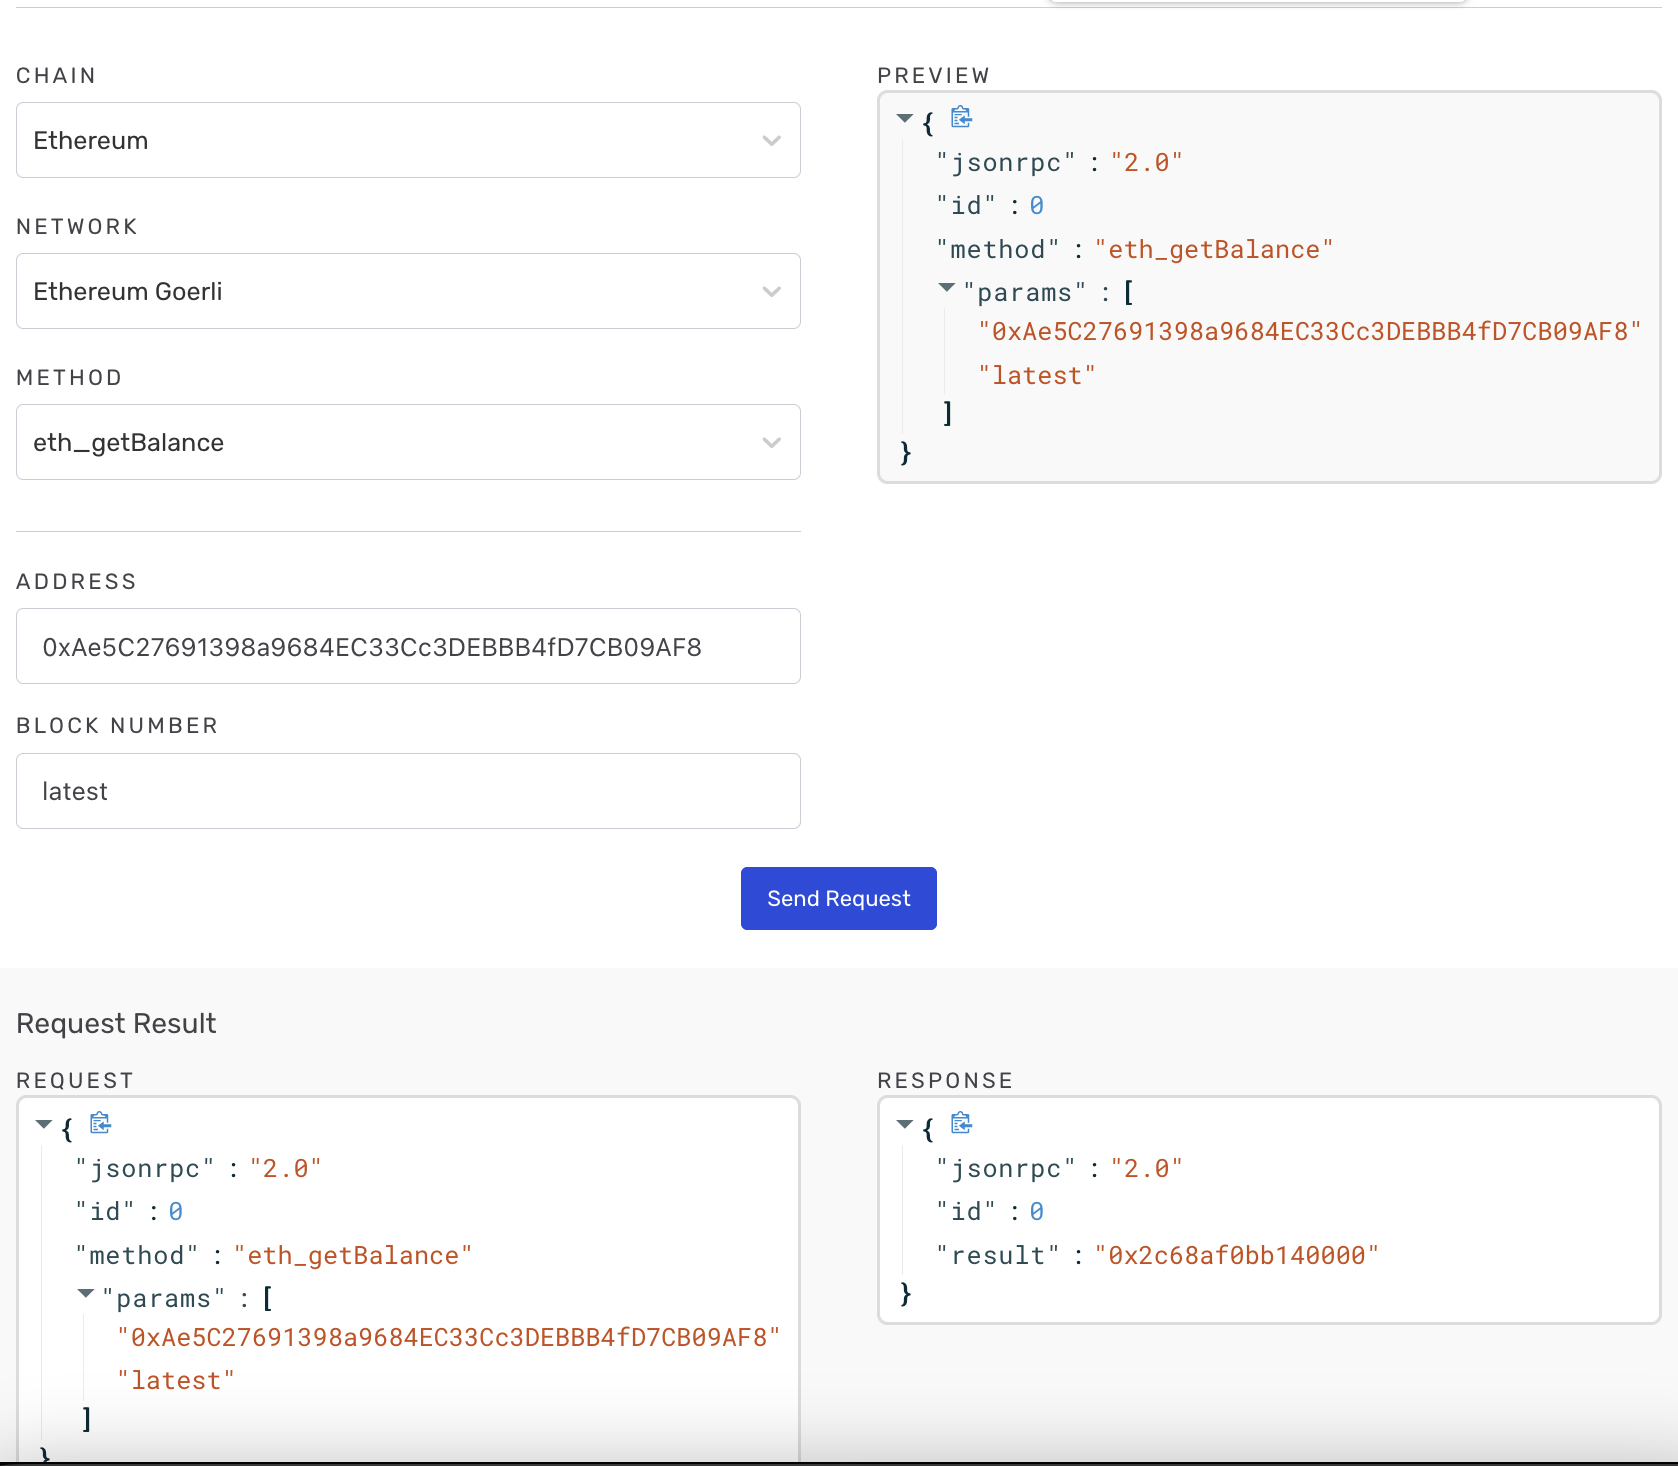 CHAIN
Ethereum
NETWORK
Ethereum Goerli
METHOD
eth_getBalance
ADDRESS
0xAe5C27691398a9684EC33Cc3DEBBB4fD7CB09AF8
BLOCK NUMBER
latest
PREVIEW
{
"jsonrpc" : "2.0"
"id" : 0
"method" : "eth_getBalance"
"params" : [
"0xAe5C27691398a9684EC33Cc3DEBBB4fD7CB09AF8"
"latest"
]
}
Send Request
Request Result
REQUEST
{
"jsonrpc" : "2.0"
"id" : 0
"method" : "eth_getBalance"
"params" : [
"0xAe5C27691398a9684EC33Cc3DEBBB4fD7CB09AF8"
"latest"
]
}
RESPONSE
{
"jsonrpc" : "2.0"
"id" : 0
"result" : "0x2c68af0bb140000"
}